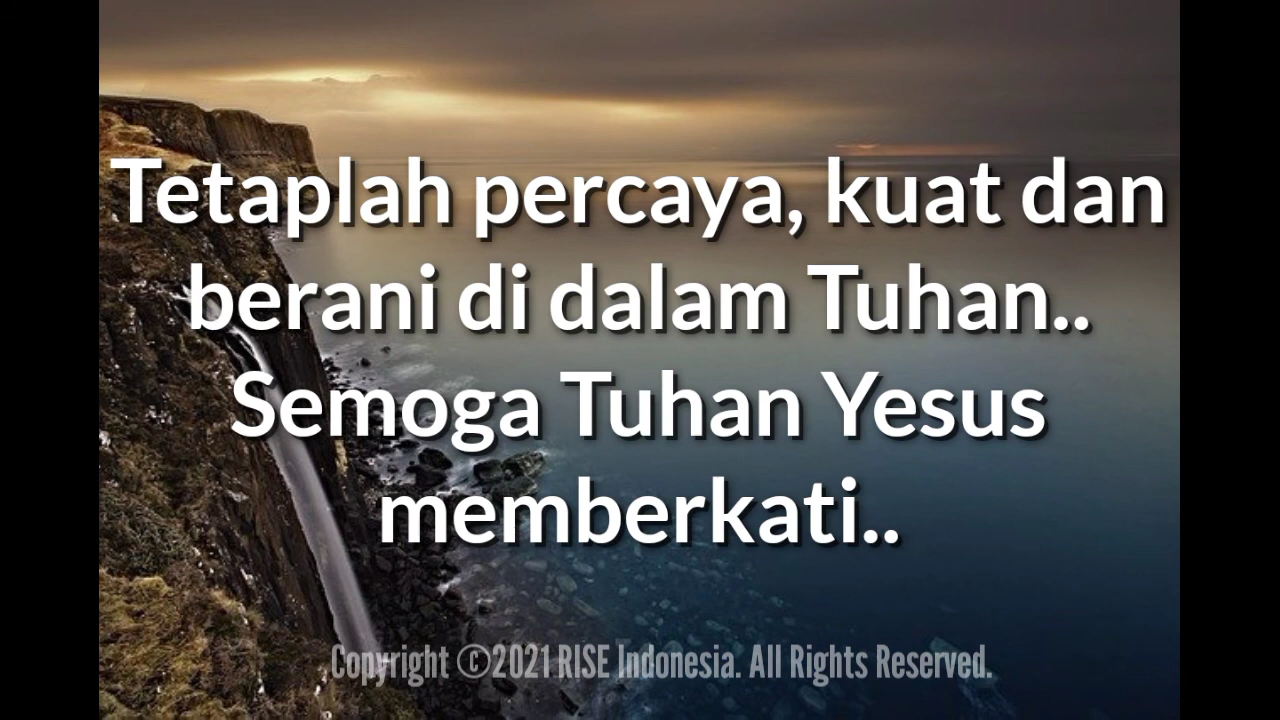 Tetaplah percaya, kuat dan
berani di dalam Tuhan..
Semoga Tuhan Yesus
memberkati..
Copyright ©2021 RISE Indonesia. All Rights Reserved.